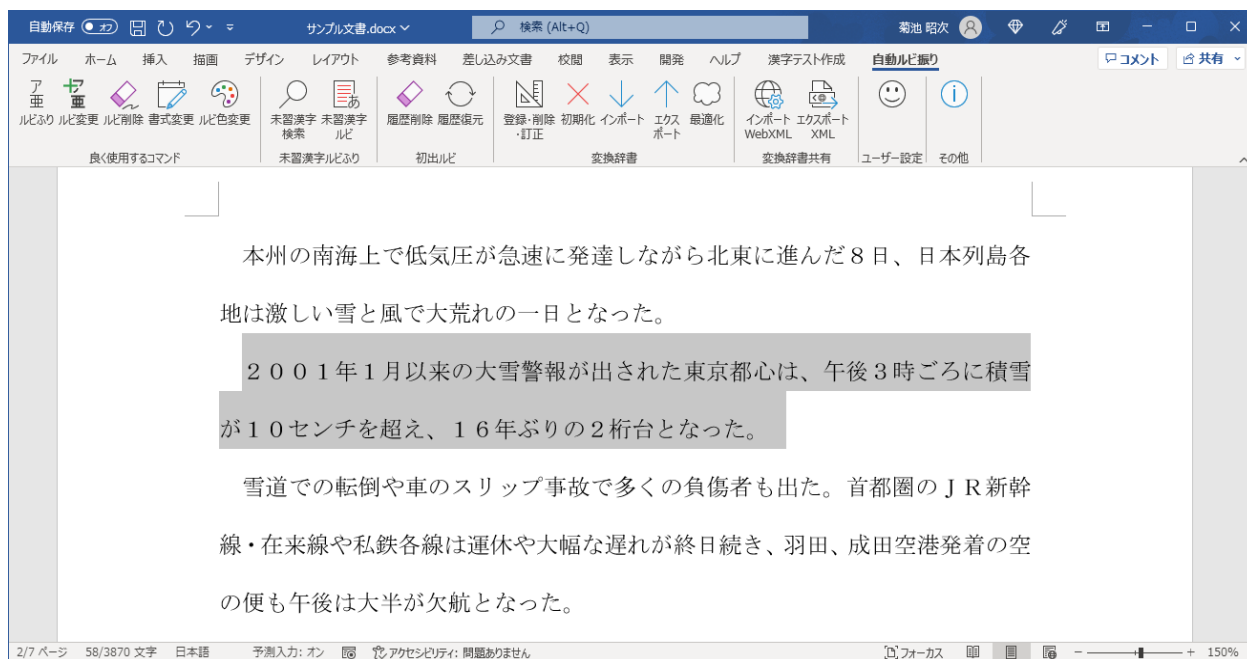 自動保存 オフ サンプル文書.docx 検索 (Alt+Q) 菊池 昭次
ファイル ホーム 挿入 描画 デザイン レイアウト 参考資料 差し込み文書 校閲 表示 開発 ヘルプ 漢字テスト作成 自動ルビ振り コメント 共有
ア亜 ルビふり ルビ変更 ルビ削除 書式変更 ルビ色変更 未習漢字検索 未習漢字ルビ 履歴削除 履歴復元 登録・削除・訂正 初期化 インポート エクスポート 最適化 インポートWebXML エクスポートXML
良く使用するコマンド 未習漢字ルビふり 初出ルビ 変換辞書 変換辞書共有 ユーザー設定 その他
本州の南海上で低気圧が急速に発達しながら北東に進んだ8日、日本列島各
地は激しい雪と風で大荒れの一日となった。
2001年1月以来の大雪警報が出された東京都心は、午後3時ごろに積雪
が10センチを超え、16年ぶりの2桁台となった。
雪道での転倒や車のスリップ事故で多くの負傷者も出た。首都圏のJR新幹
線・在来線や私鉄各線は運休や大幅な遅れが終日続き、羽田、成田空港発着の空
の便も午後は大半が欠航となった。
2/7 ページ 58/3870 文字 日本語 予測入力: オン アクセシビリティ: 問題ありません フォーカス 150%